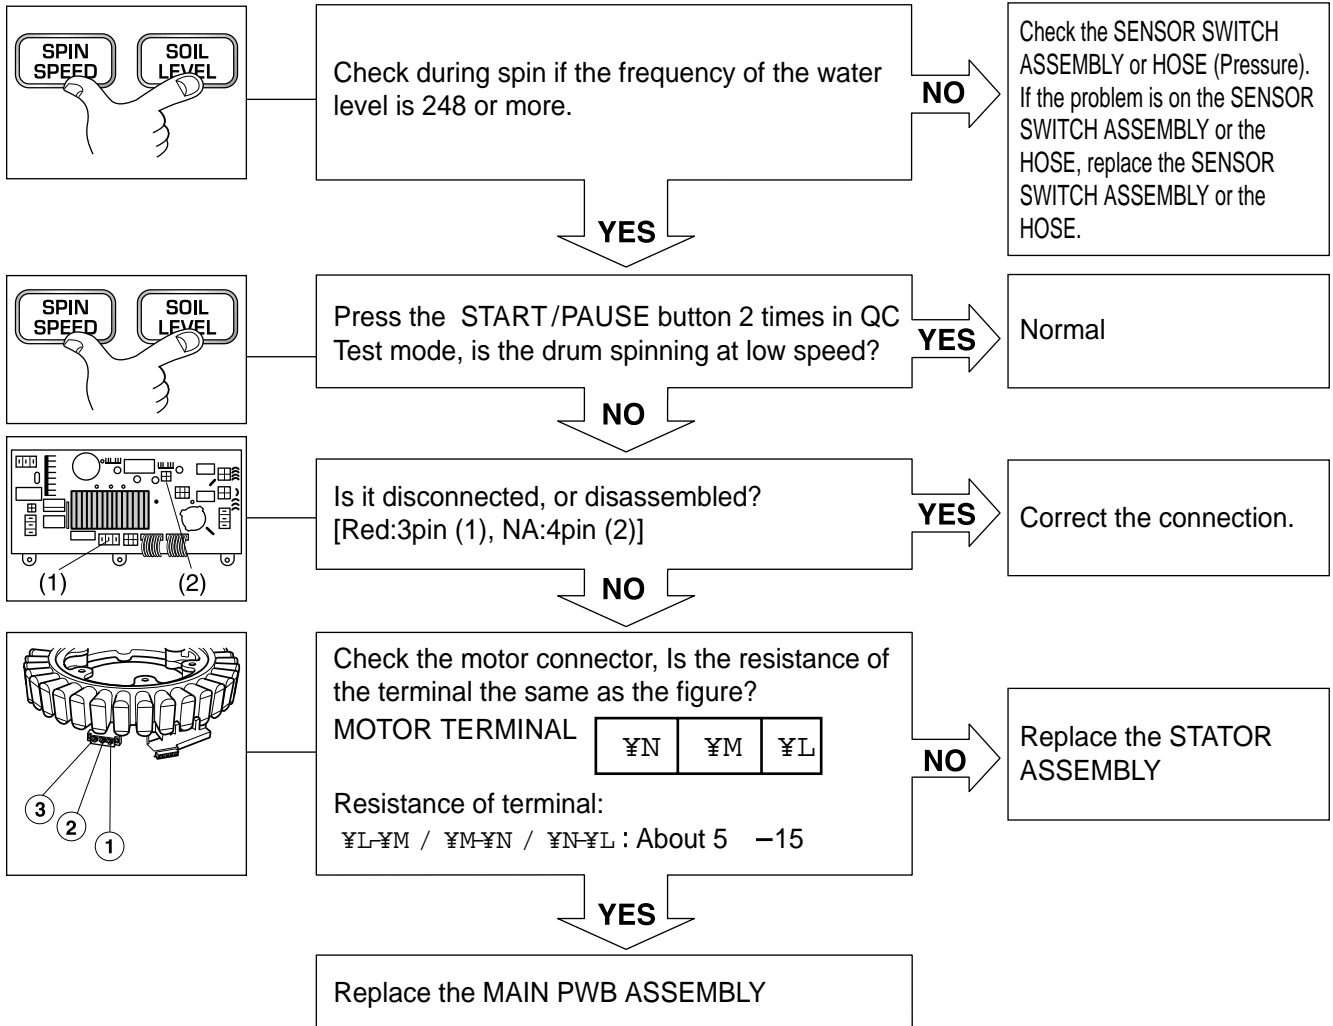 SPIN
SPEED
SOIL
LEVEL
Check during spin if the frequency of the water
level is 248 or more.
NO
Check the SENSOR SWITCH
ASSEMBLY or HOSE (Pressure).
If the problem is on the SENSOR
SWITCH ASSEMBLY or the
HOSE, replace the SENSOR
SWITCH ASSEMBLY or the
HOSE.
YES
SPIN
SPEED
SOIL
LEVEL
Press the START/PAUSE button 2 times in QC
Test mode, is the drum spinning at low speed?
YES
Normal
NO
(1)
(2)
Is it disconnected, or disassembled?
[Red:3pin (1), NA:4pin (2)]
YES
Correct the connection.
NO
3
2
1
Check the motor connector, Is the resistance of
the terminal the same as the figure?
MOTOR TERMINAL
¥N ¥M ¥L
Resistance of terminal:
¥L-¥M / ¥M-¥N / ¥N-¥L : About 5 –15
NO
Replace the STATOR
ASSEMBLY
YES
Replace the MAIN PWB ASSEMBLY